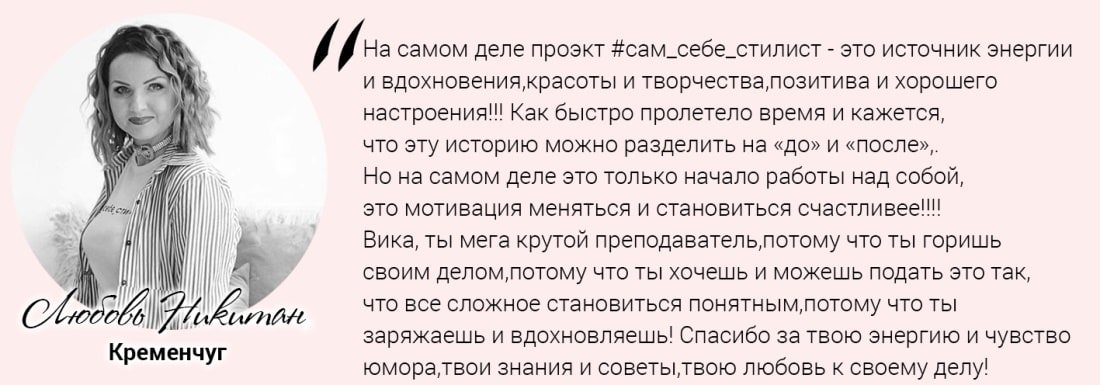 На самом деле проэкт #сам_себе_стилист - это источник энергии
и вдохновения,красоты и творчества,позитива и хорошего
настроения!!! Как быстро пролетело время и кажется,
что эту историю можно разделить на «до» и «после»,.
Но на самом деле это только начало работы над собой,
это мотивация меняться и становиться счастливее!!!!
Вика, ты мега крутой преподаватель,потому что ты горишь
своим делом,потому что ты хочешь и можешь подать это так,
что все сложное становиться понятным,потому что ты
заряжаешь и вдохновляешь! Спасибо за твою энергию и чувство
юмора,твои знания и советы,твою любовь к своему делу!
Любовь Никитан
Кременчуг